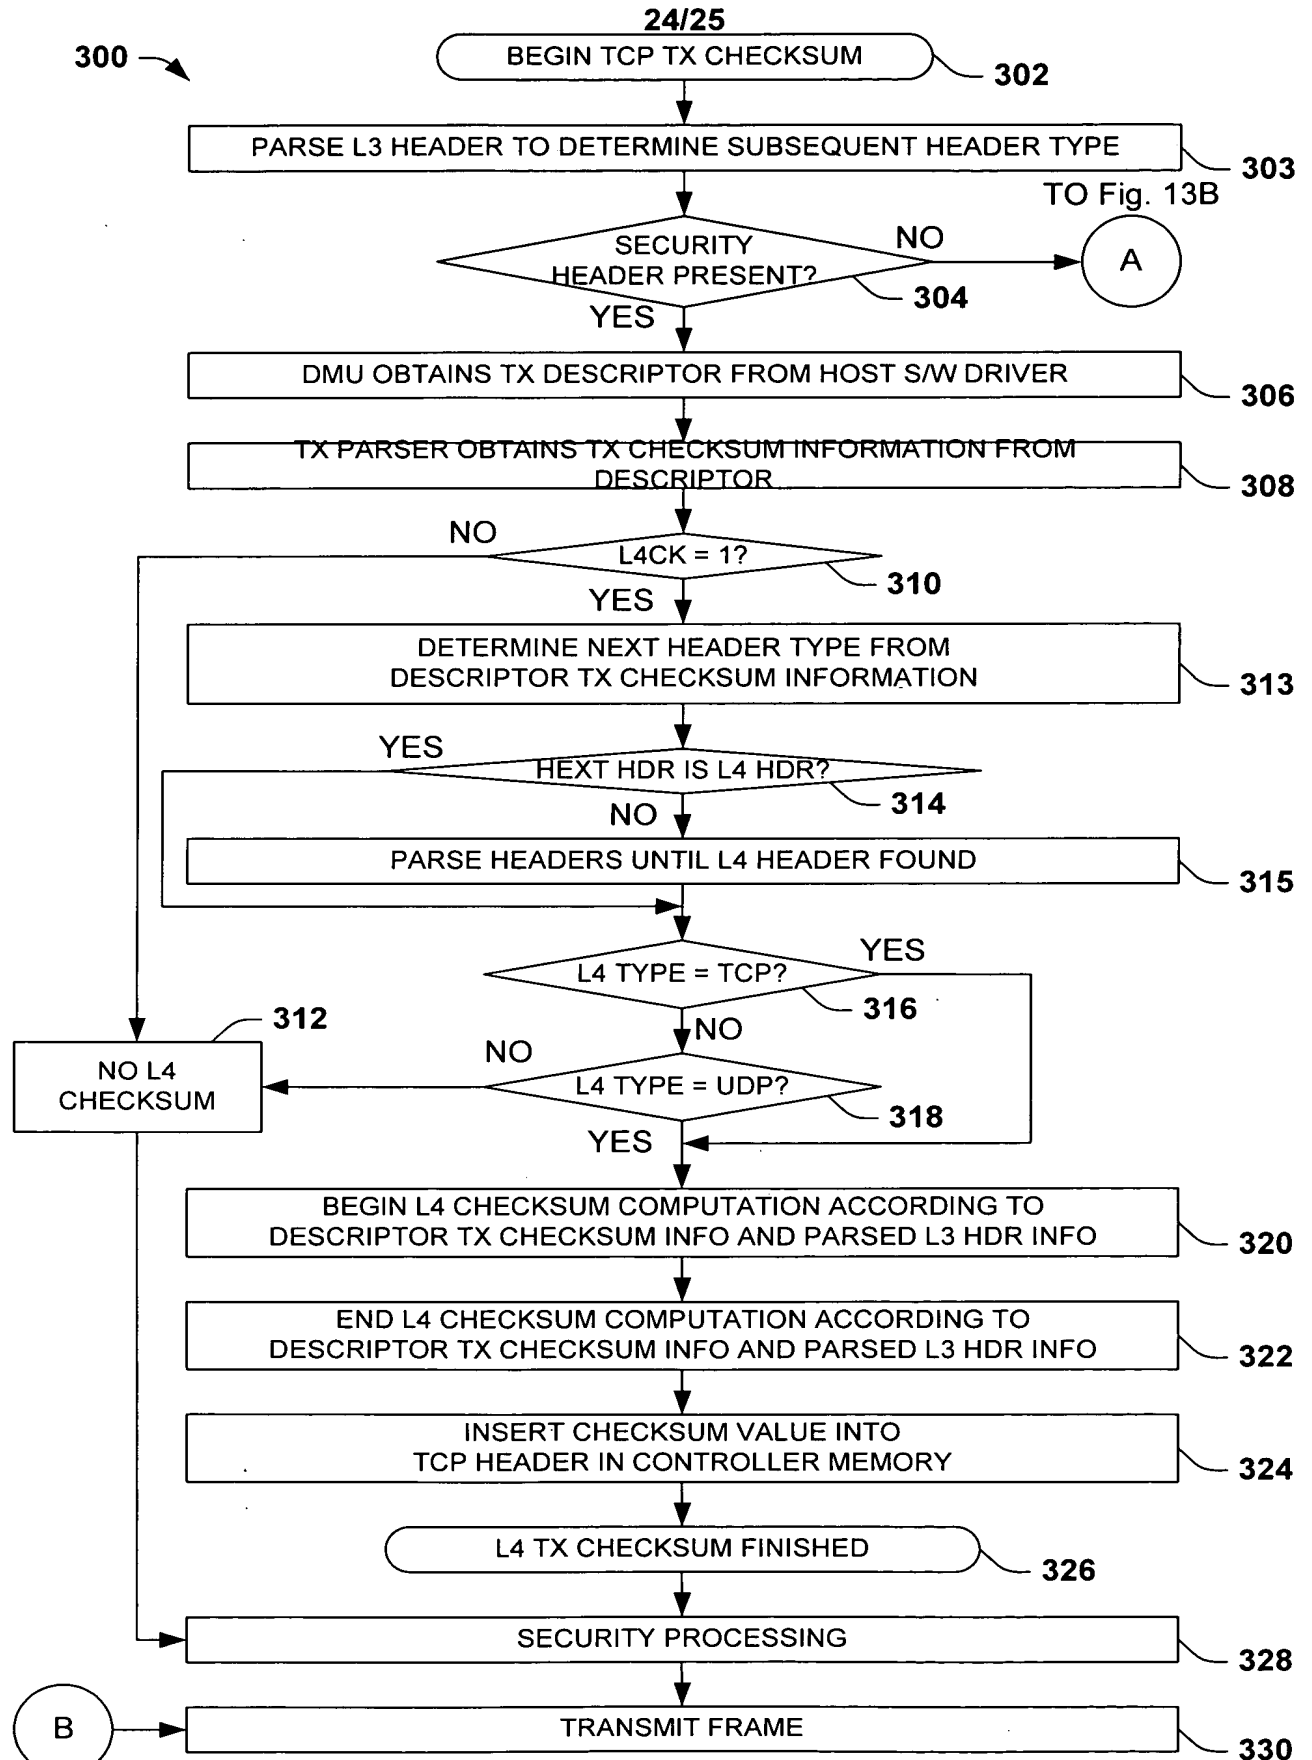 24/25
300
BEGIN TCP TX CHECKSUM
302
PARSE L3 HEADER TO DETERMINE SUBSEQUENT HEADER TYPE
303
TO Fig. 13B
SECURITY
HEADER PRESENT?
NO
A
304
YES
DMU OBTAINS TX DESCRIPTOR FROM HOST S/W DRIVER
306
TX PARSER OBTAINS TX CHECKSUM INFORMATION FROM
DESCRIPTOR
308
NO
L4CK = 1?
310
YES
DETERMINE NEXT HEADER TYPE FROM
DESCRIPTOR TX CHECKSUM INFORMATION
313
YES
HEXT HDR IS L4 HDR?
314
NO
PARSE HEADERS UNTIL L4 HEADER FOUND
315
YES
L4 TYPE = TCP?
316
312
NO
NO
NO L4
CHECKSUM
L4 TYPE = UDP?
318
YES
BEGIN L4 CHECKSUM COMPUTATION ACCORDING TO
DESCRIPTOR TX CHECKSUM INFO AND PARSED L3 HDR INFO
320
END L4 CHECKSUM COMPUTATION ACCORDING TO
DESCRIPTOR TX CHECKSUM INFO AND PARSED L3 HDR INFO
322
INSERT CHECKSUM VALUE INTO
TCP HEADER IN CONTROLLER MEMORY
324
L4 TX CHECKSUM FINISHED
326
SECURITY PROCESSING
328
B
TRANSMIT FRAME
330